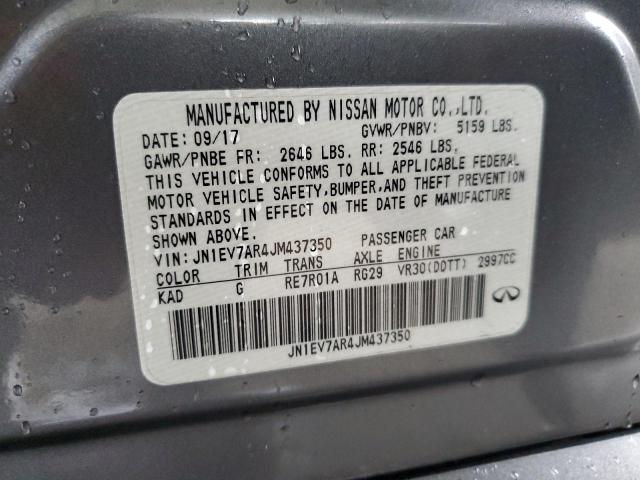 MANUFACTURED BY NISSAN MOTOR CO.,LTD.
DATE: 09/17 GVWR/PNBV: 5159 LBS.
GAWR/PNBE FR: 2646 LBS. RR: 2546 LBS.
THIS VEHICLE CONFORMS TO ALL APPLICABLE FEDERAL
MOTOR VEHICLE SAFETY,BUMPER,AND THEFT PREVENTION
STANDARDS IN EFFECT ON THE DATE OF MANUFACTURE
SHOWN ABOVE.
VIN: JN1EV7AR4JM437350 PASSENGER CAR
COLOR TRIM TRANS AXLE ENGINE
KAD G RE7R01A RG29 VR30(DDTT) 2997CC
JN1EV7AR4JM437350